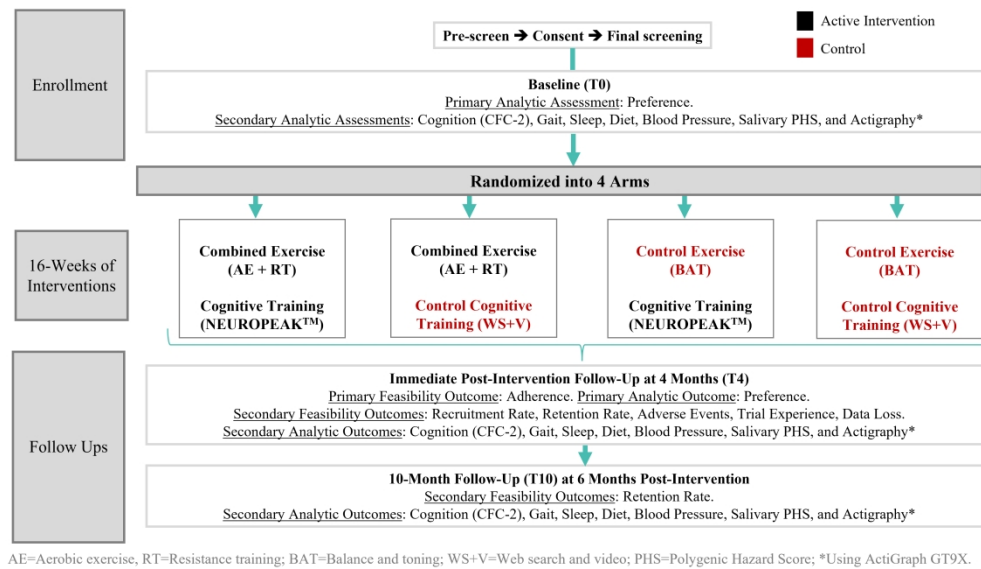 Active Intervention
Control
Enrollment
Pre-screen ➔ Consent ➔ Final screening
Baseline (T0)
Primary Analytic Assessment: Preference.
Secondary Analytic Assessments: Cognition (CFC-2), Gait, Sleep, Diet, Blood Pressure, Salivary PHS, and Actigraphy*
Randomized into 4 Arms
16-Weeks of
Interventions
Combined Exercise
(AE + RT)
Cognitive Training
(NEUROPEAK™)
Combined Exercise
(AE + RT)
Control Cognitive
Training (WS+V)
Control Exercise
(BAT)
Cognitive Training
(NEUROPEAK™)
Control Exercise
(BAT)
Control Cognitive
Training (WS+V)
Follow Ups
Immediate Post-Intervention Follow-Up at 4 Months (T4)
Primary Feasibility Outcome: Adherence. Primary Analytic Outcome: Preference.
Secondary Feasibility Outcomes: Recruitment Rate, Retention Rate, Adverse Events, Trial Experience, Data Loss.
Secondary Analytic Outcomes: Cognition (CFC-2), Gait, Sleep, Diet, Blood Pressure, Salivary PHS, and Actigraphy*
10-Month Follow-Up (T10) at 6 Months Post-Intervention
Secondary Feasibility Outcomes: Retention Rate.
Secondary Analytic Outcomes: Cognition (CFC-2), Gait, Sleep, Diet, Blood Pressure, Salivary PHS, and Actigraphy*
AE=Aerobic exercise, RT=Resistance training; BAT=Balance and toning; WS+V=Web search and video; PHS=Polygenic Hazard Score; *Using ActiGraph GT9X.